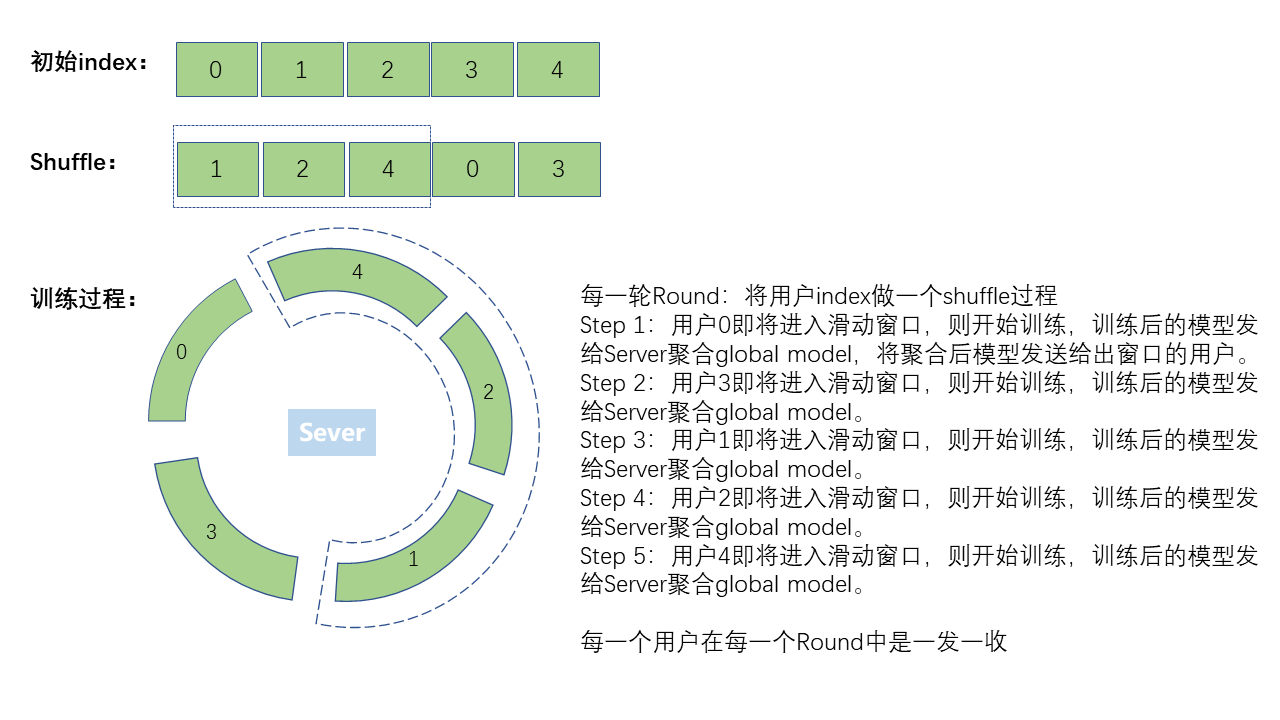 初始index：
0 1 2 3 4
Shuffle：
1 2 4 0 3
训练过程：
4
0
2
Sever
3
1
每一轮Round：将用户index做一个shuffle过程
Step 1：用户0即将进入滑动窗口，则开始训练，训练后的模型发
给Server聚合global model，将聚合后模型发送给出窗口的用户。
Step 2：用户3即将进入滑动窗口，则开始训练，训练后的模型发
给Server聚合global model。
Step 3：用户1即将进入滑动窗口，则开始训练，训练后的模型发
给Server聚合global model。
Step 4：用户2即将进入滑动窗口，则开始训练，训练后的模型发
给Server聚合global model。
Step 5：用户4即将进入滑动窗口，则开始训练，训练后的模型发
给Server聚合global model。
每一个用户在每一个Round中是一发一收